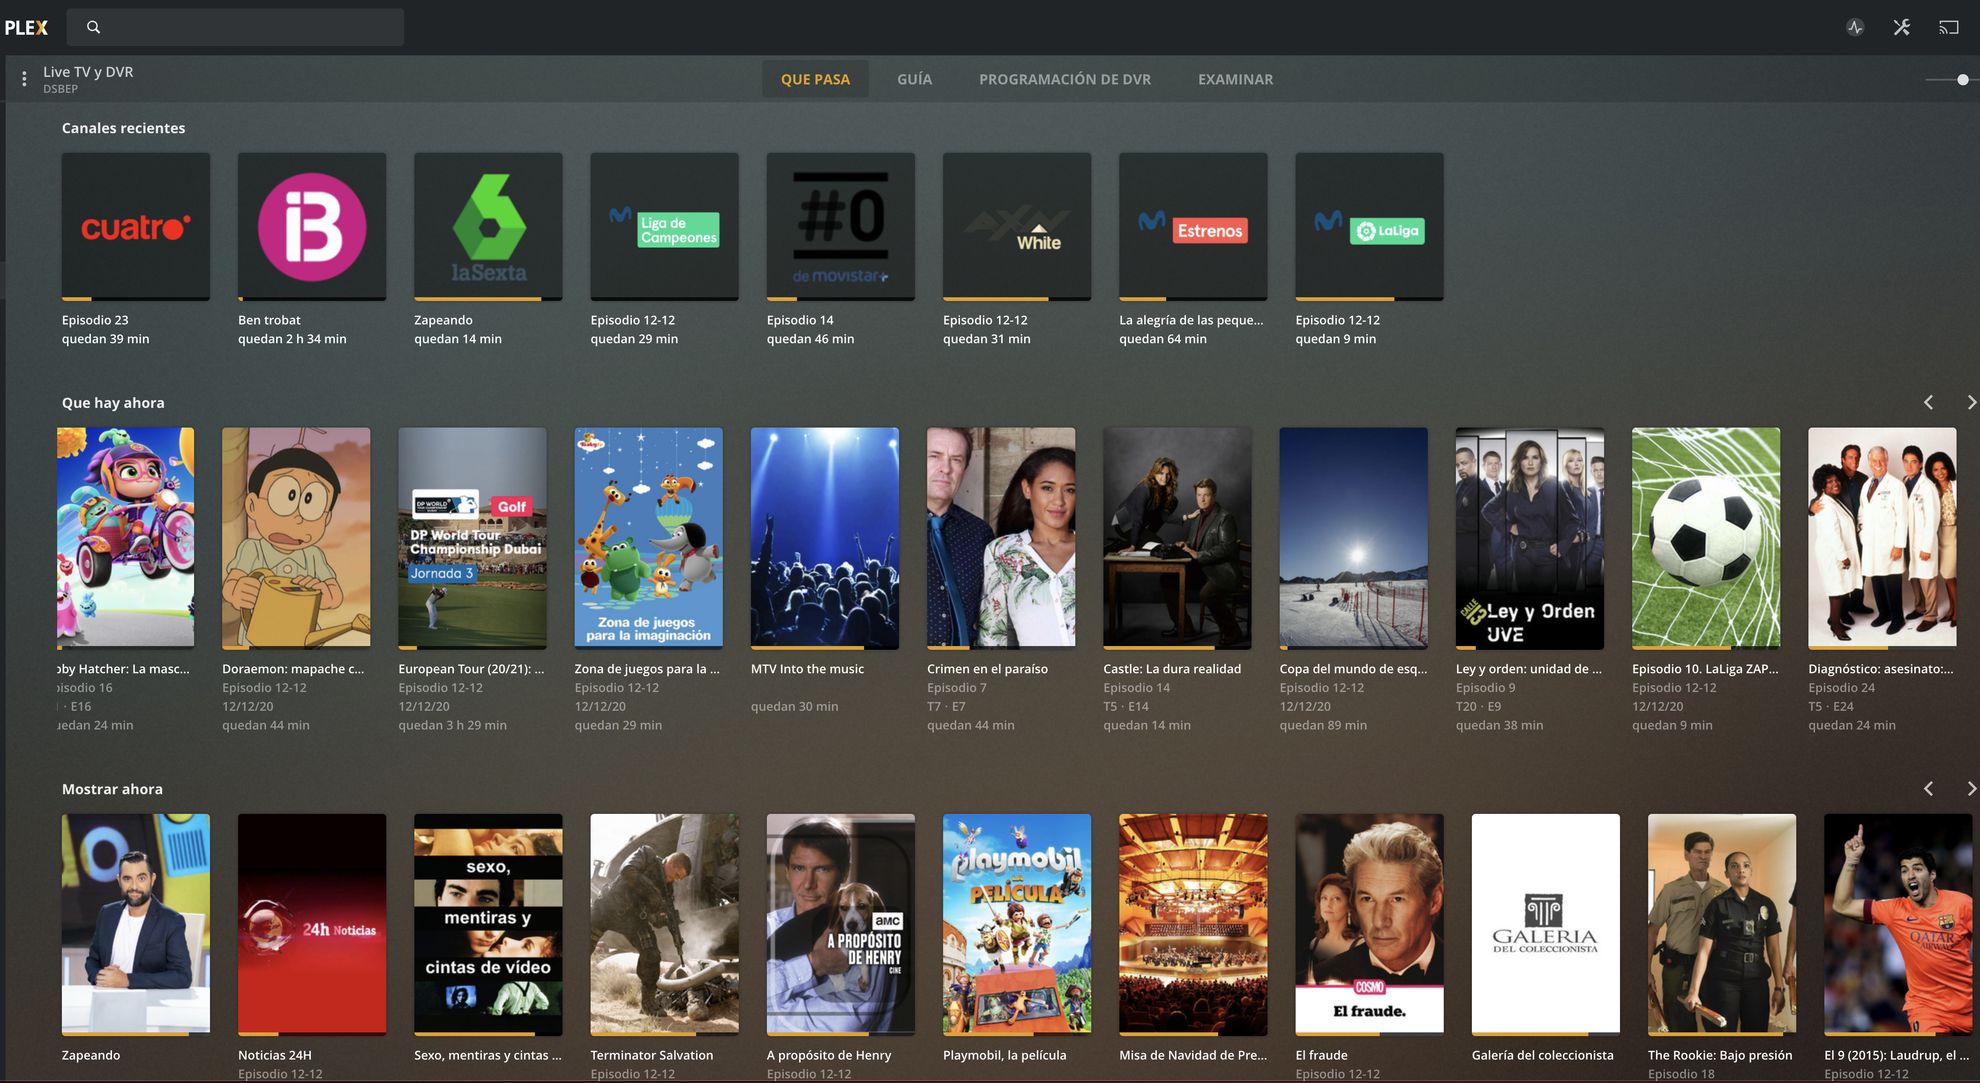 PLEX
Live TV y DVR
DSBEP
QUE PASA
GUÍA
PROGRAMACIÓN DE DVR
EXAMINAR
Canales recientes
cuatro
iB
6
laSexta
Liga de
Campeones
#0
de movistar+
AXN
White
Estrenos
LaLiga
Episodio 23
quedan 39 min
Ben trobat
quedan 2 h 34 min
Zapeando
quedan 14 min
Episodio 12-12
quedan 29 min
Episodio 14
quedan 46 min
Episodio 12-12
quedan 31 min
La alegría de las peque...
quedan 64 min
Episodio 12-12
quedan 9 min
Que hay ahora
DP WORLD
Golf
DP World Tour
Championship Dubai
Jornada 3
Zona de juegos
para la imaginación
CALLE
13
Ley y Orden
UVE
bby Hatcher: La masc...
pisodio 16
· E16
uedan 24 min
Doraemon: mapache c...
Episodio 12-12
12/12/20
quedan 44 min
European Tour (20/21): ...
Episodio 12-12
12/12/20
quedan 3 h 29 min
Zona de juegos para la ...
Episodio 12-12
12/12/20
quedan 29 min
MTV Into the music
quedan 30 min
Crimen en el paraíso
Episodio 7
T7 · E7
quedan 44 min
Castle: La dura realidad
Episodio 14
T5 · E14
quedan 14 min
Copa del mundo de esq...
Episodio 12-12
12/12/20
quedan 89 min
Ley y orden: unidad de ...
Episodio 9
T20 · E9
quedan 38 min
Episodio 10. LaLiga ZAP...
Episodio 12-12
12/12/20
quedan 9 min
Diagnóstico: asesinato:...
Episodio 24
T5 · E24
quedan 24 min
Mostrar ahora
24h Noticias
sexo,
mentiras y
cintas de vídeo
AMC
A PROPÓSITO
DE HENRY
CINE
playmobil
LA
PELÍCULA
COSMO
El fraude.
GALERIA
DEL COLECCIONISTA
QATAR
AIRWAYS
Zapeando
Noticias 24H
Episodio 12-12
Sexo, mentiras y cintas ...
Terminator Salvation
Episodio 12-12
A propósito de Henry
Episodio 12-12
Playmobil, la película
Misa de Navidad de Pre...
El fraude
Episodio 12-12
Galería del coleccionista
The Rookie: Bajo presión
Episodio 18
El 9 (2015): Laudrup, el ...
Episodio 12-12